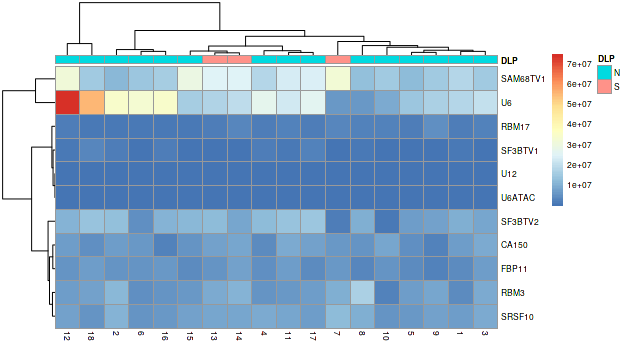 DLP
SAM68TV1
U6
RBM17
SF3BTV1
U12
U6ATAC
SF3BTV2
CA150
FBP11
RBM3
SRSF10
12 18 2 6 16 15 13 14 4 11 17 7 8 10 5 9 1 3
7e+07
6e+07
5e+07
4e+07
3e+07
2e+07
1e+07
DLP
N
S